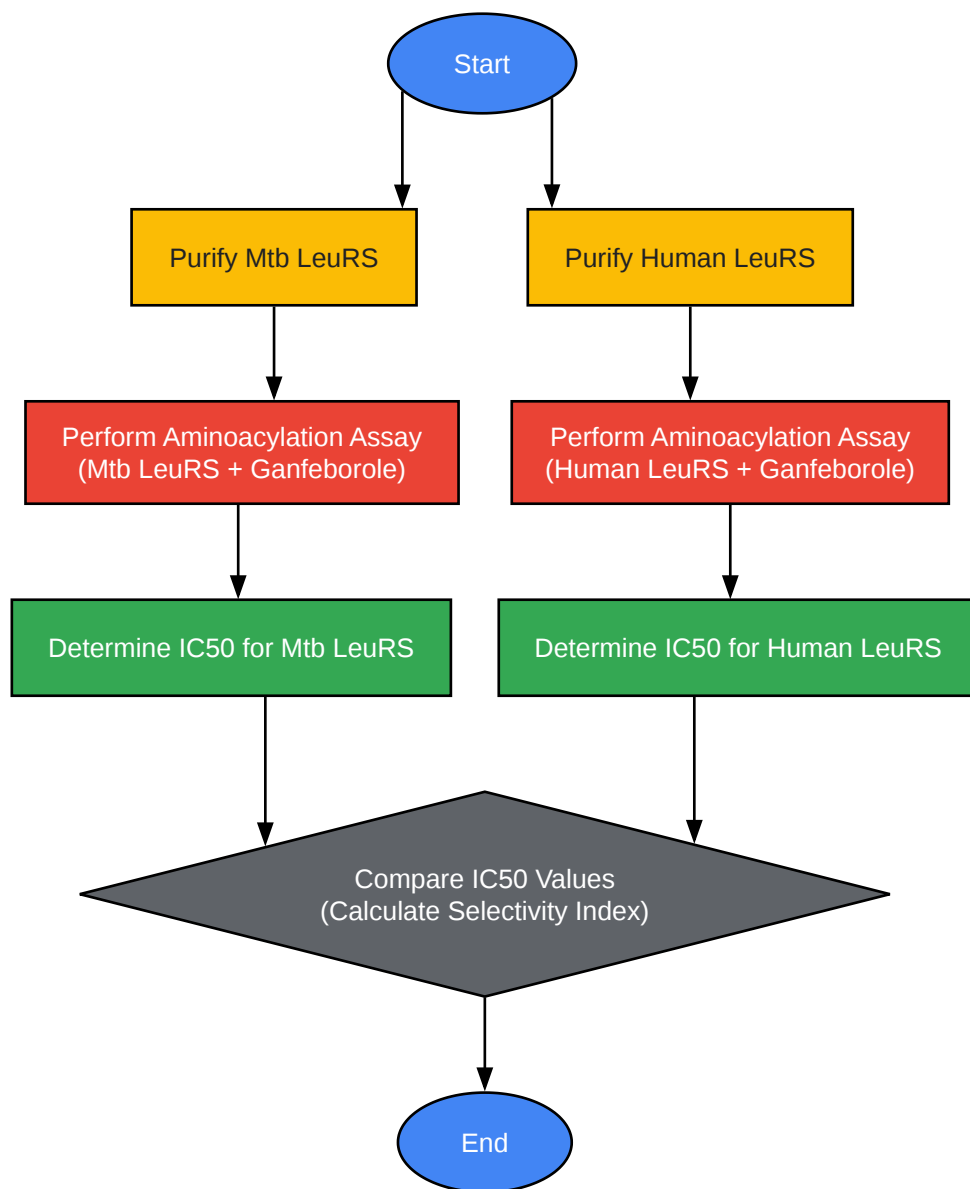 Start
Purify Mtb LeuRS
Purify Human LeuRS
Perform Aminoacylation Assay
(Mtb LeuRS + Ganfeborole)
Perform Aminoacylation Assay
(Human LeuRS + Ganfeborole)
Determine IC50 for Mtb LeuRS
Determine IC50 for Human LeuRS
Compare IC50 Values
(Calculate Selectivity Index)
End